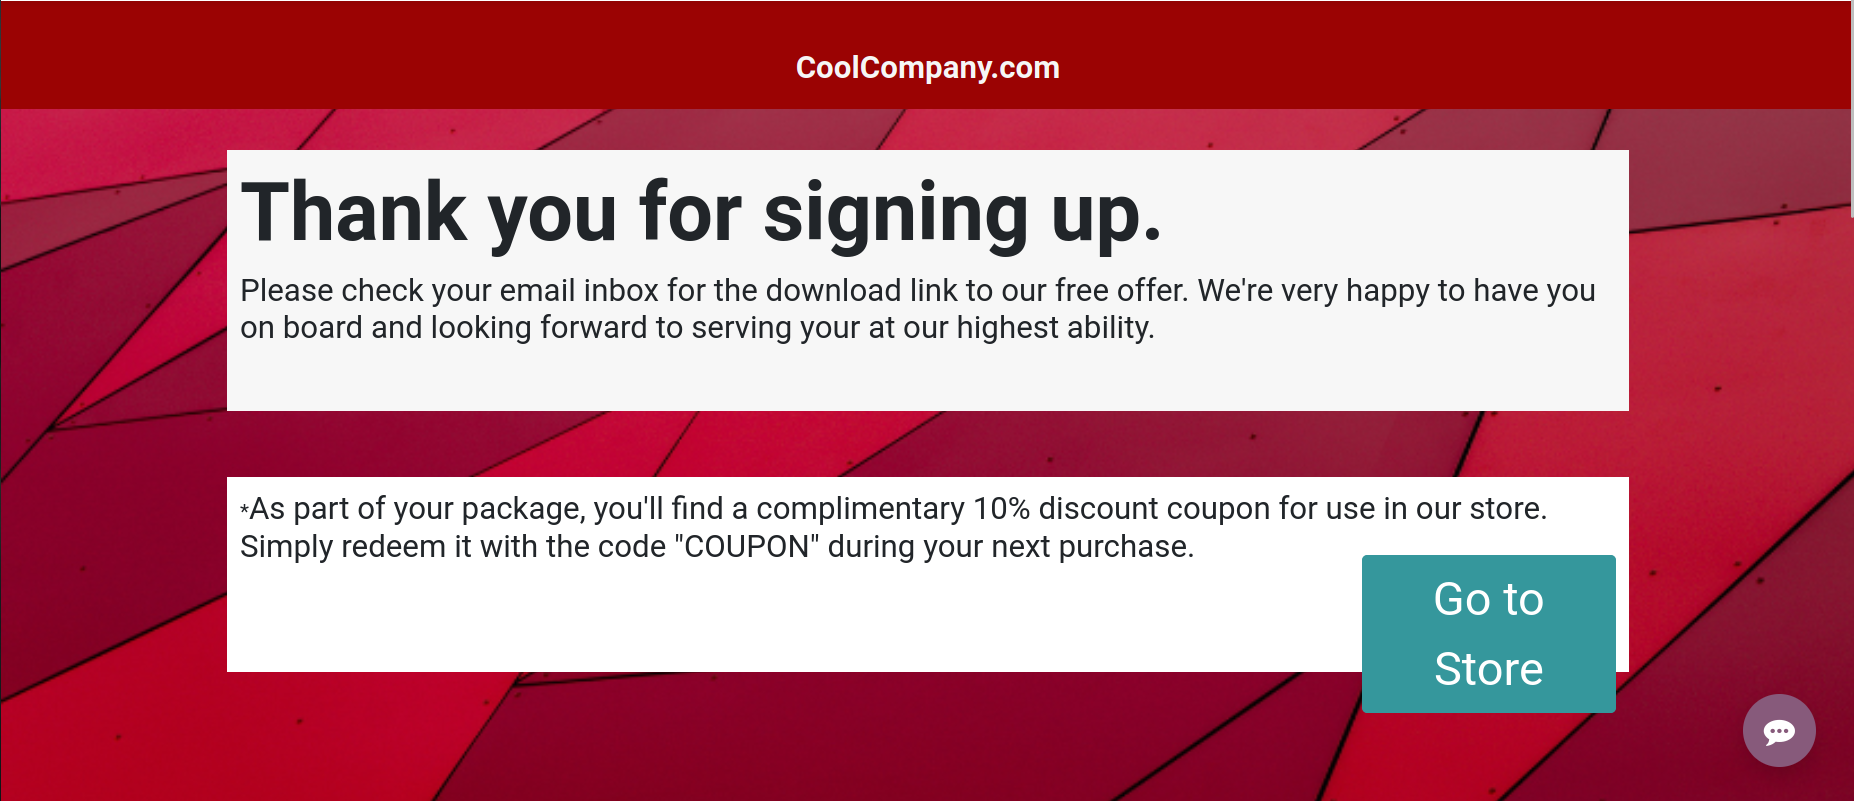 CoolCompany.com
Thank you for signing up.
Please check your email inbox for the download link to our free offer. We're very happy to have you
on board and looking forward to serving your at our highest ability.
*As part of your package, you'll find a complimentary 10% discount coupon for use in our store.
Simply redeem it with the code "COUPON" during your next purchase.
Go to
Store